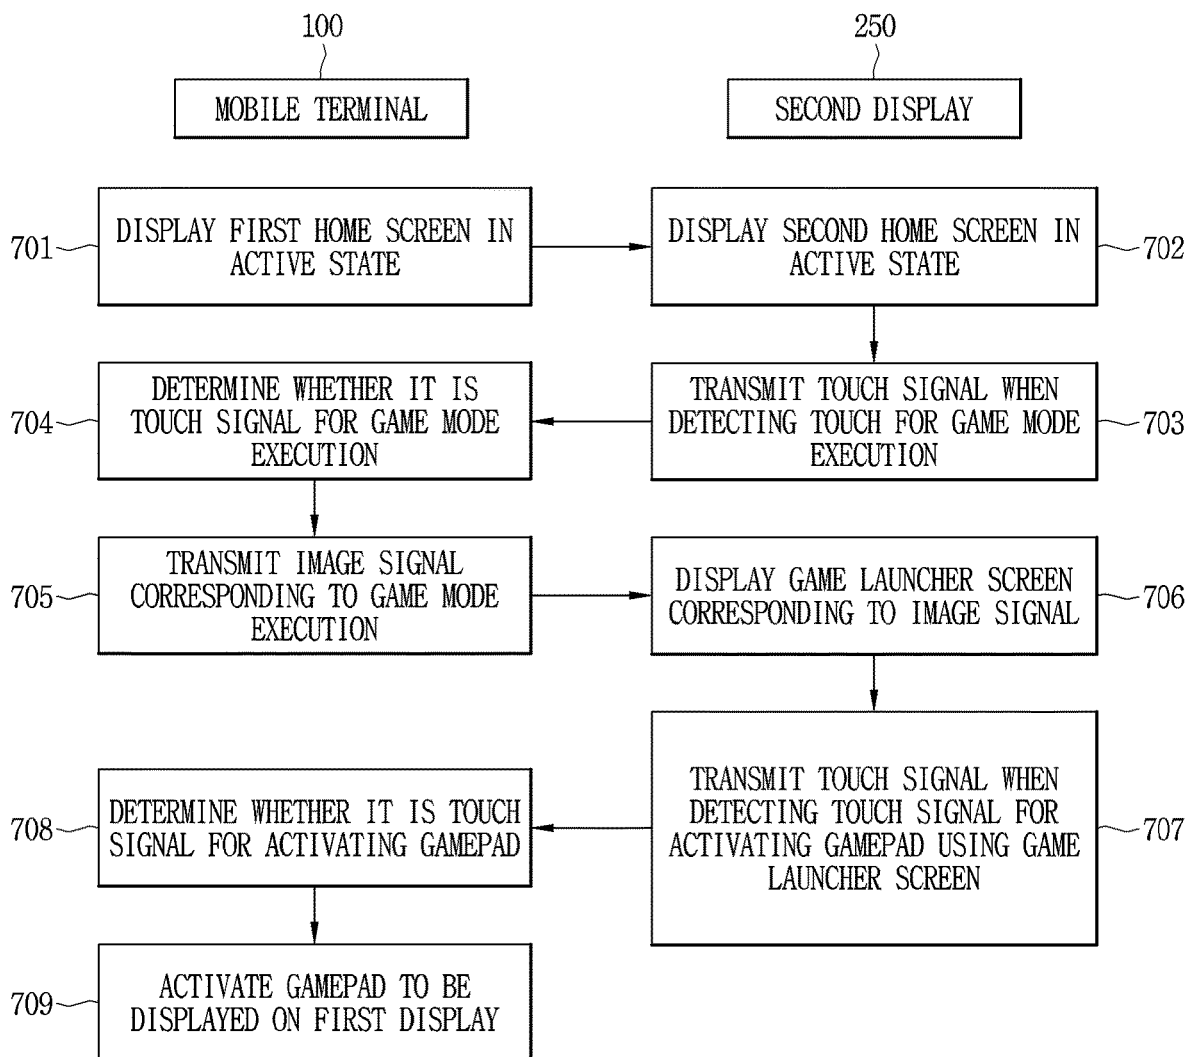 100
250
MOBILE TERMINAL
SECOND DISPLAY
701
DISPLAY FIRST HOME SCREEN IN
ACTIVE STATE
DISPLAY SECOND HOME SCREEN IN
ACTIVE STATE
702
704
DETERMINE WHETHER IT IS
TOUCH SIGNAL FOR GAME MODE
EXECUTION
TRANSMIT TOUCH SIGNAL WHEN
DETECTING TOUCH FOR GAME MODE
EXECUTION
703
705
TRANSMIT IMAGE SIGNAL
CORRESPONDING TO GAME MODE
EXECUTION
DISPLAY GAME LAUNCHER SCREEN
CORRESPONDING TO IMAGE SIGNAL
706
708
DETERMINE WHETHER IT IS TOUCH
SIGNAL FOR ACTIVATING GAMEPAD
TRANSMIT TOUCH SIGNAL WHEN
DETECTING TOUCH SIGNAL FOR
ACTIVATING GAMEPAD USING GAME
LAUNCHER SCREEN
707
709
ACTIVATE GAMEPAD TO BE
DISPLAYED ON FIRST DISPLAY